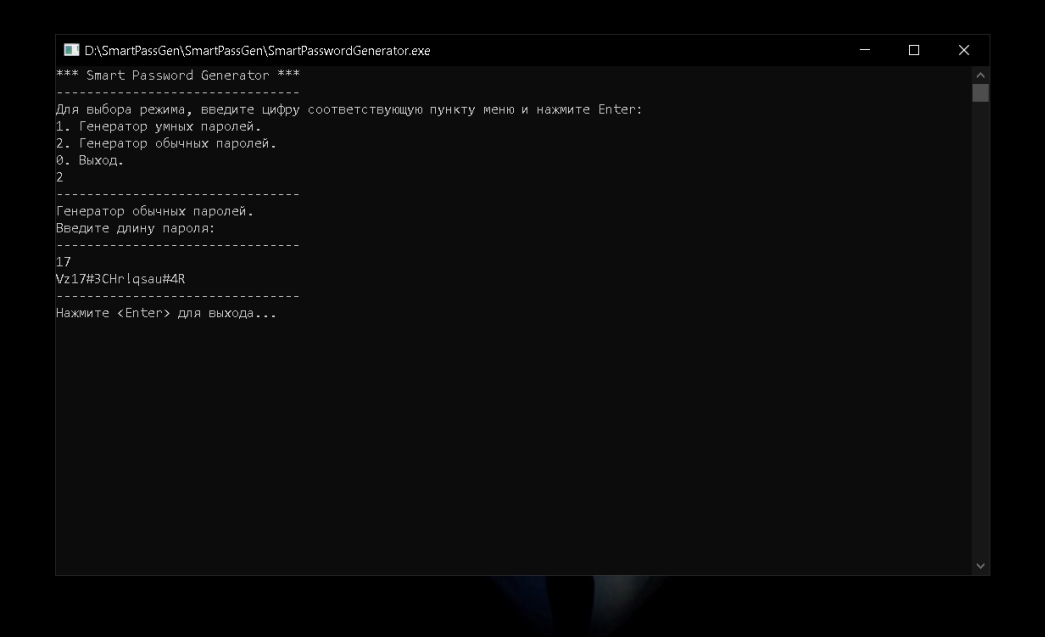 D:\SmartPassGen\SmartPassGen\SmartPasswordGenerator.exe
*** Smart Password Generator ***
--------------------------------
Для выбора режима, введите цифру соответствующую пункту меню и нажмите Enter:
1. Генератор умных паролей.
2. Генератор обычных паролей.
0. Выход.
2
--------------------------------
Генератор обычных паролей.
Введите длину пароля:
--------------------------------
17
Vz17#3CHr!qsau#4R
--------------------------------
Нажмите <Enter> для выхода...